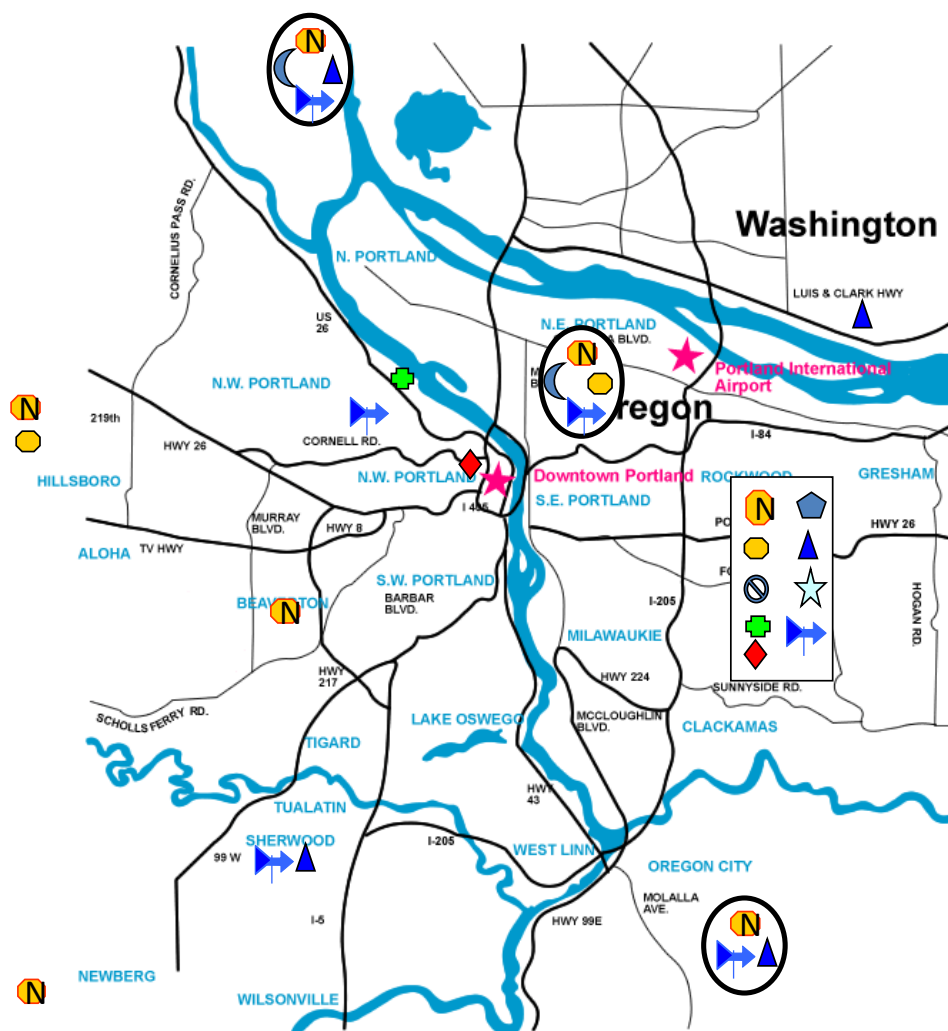 N
CORNELIUS PASS RD.
Washington
N. PORTLAND
LUIS & CLARK HWY
US
26
N.E. PORTLAND
A BLVD.
N
Portland International
Airport
N.W. PORTLAND
regon
N
219th
HWY 26
CORNELL RD.
I-84
HILLSBORO
N.W. PORTLAND
Downtown Portland
ROCKWOOD
GRESHAM
S.E. PORTLAND
I 405
N
MURRAY
BLVD.
HWY 8
HWY 26
ALOHA
TV HWY
S.W. PORTLAND
BARBAR
BLVD.
BEAVERTON
N
I-205
HOGAN RD.
MILAWAUKIE
HWY
217
HWY 224
SUNNYSIDE RD.
SCHOLLS FERRY RD.
LAKE OSWEGO
MCCLOUGHLIN
BLVD.
CLACKAMAS
TIGARD
HWY
43
TUALATIN
SHERWOOD
99 W
I-205
WEST LINN
OREGON CITY
MOLALLA
AVE.
I-5
HWY 99E
N
NEWBERG
N
WILSONVILLE